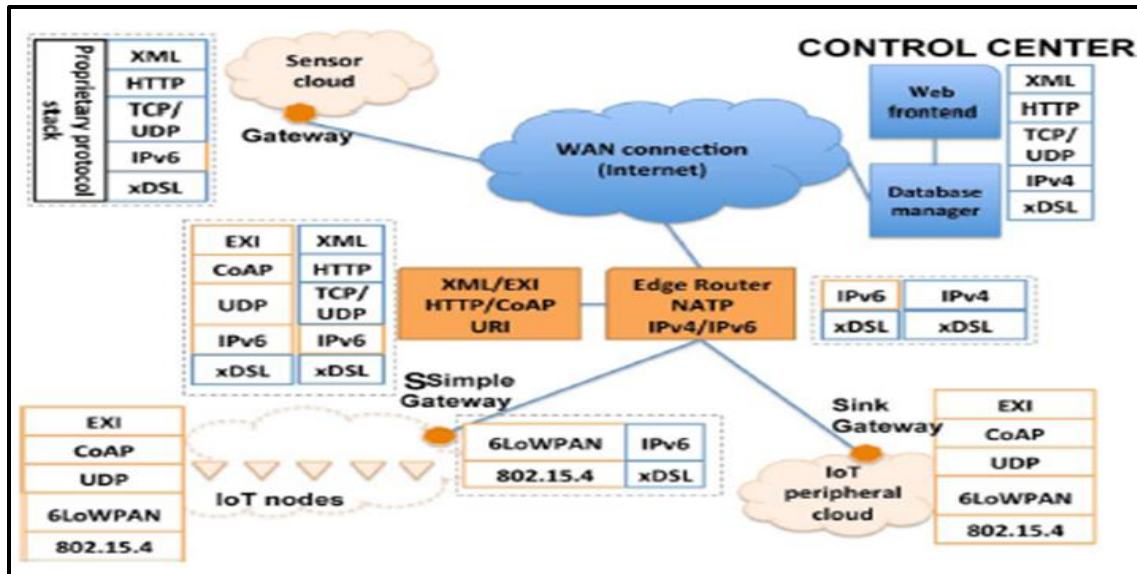 Proprietary protocol
stack
XML
HTTP
TCP/
UDP
IPv6
xDSL
Sensor
cloud
Gateway
WAN connection
(Internet)
CONTROL CENTER
Web
frontend
Database
manager
XML
HTTP
TCP/
UDP
IPv4
xDSL
EXI
CoAP
UDP
IPv6
xDSL
XML
HTTP
TCP/
UDP
IPv6
xDSL
XML/EXI
HTTP/CoAP
URI
Edge Router
NATP
IPv4/IPv6
IPv6 IPv4
xDSL xDSL
EXI
CoAP
UDP
6LoWPAN
802.15.4
IoT nodes
SSimple
Gateway
6LoWPAN IPv6
802.15.4 xDSL
Sink
Gateway
IoT
peripheral
cloud
EXI
CoAP
UDP
6LoWPAN
802.15.4